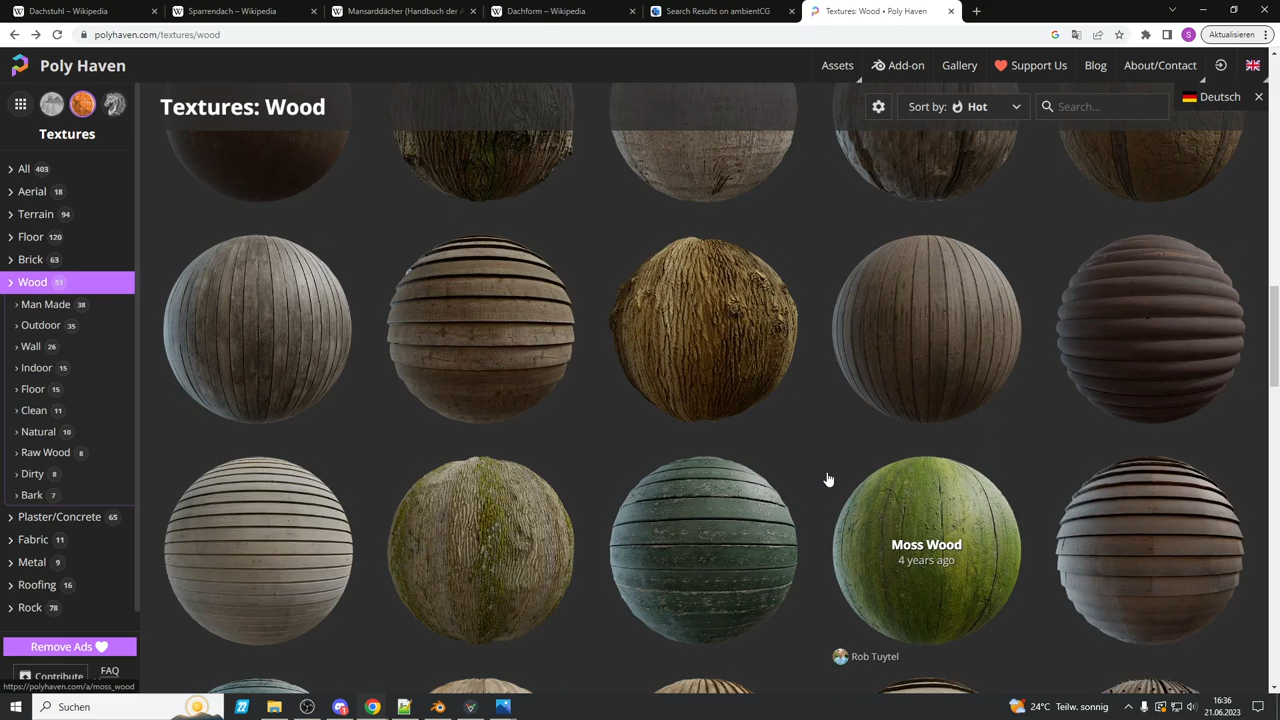 Dachstuhl – Wikipedia
Sparrendach – Wikipedia
Mansarddächer (Handbuch der A
Dachform – Wikipedia
Search Results on ambientCG
Textures: Wood • Poly Haven
polyhaven.com/textures/wood
Aktualisieren
Poly Haven
Assets
Add-on
Gallery
Support Us
Blog
About/Contact
Textures: Wood
Sort by: Hot
Search...
Deutsch
Textures
All 403
Aerial 18
Terrain 94
Floor 120
Brick 63
Wood 51
Man Made 38
Outdoor 35
Wall 26
Indoor 15
Floor 15
Clean 11
Natural 10
Raw Wood 8
Dirty 8
Bark 7
Plaster/Concrete 65
Fabric 11
Metal 9
Roofing 16
Rock 78
Moss Wood
4 years ago
Rob Tuytel
Remove Ads
Contribute
FAQ
https://polyhaven.com/a/moss_wood
Suchen
24°C Teilw. sonnig
16:36
21.06.2023